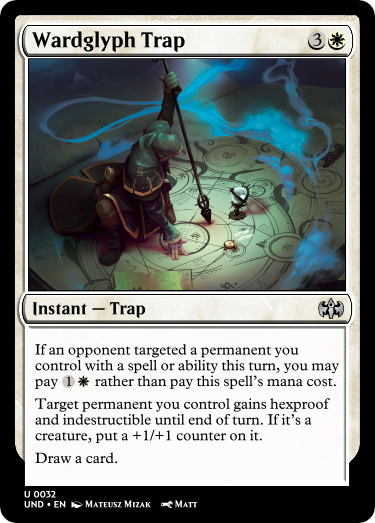 Wardglyph Trap 3
Instant — Trap
If an opponent targeted a permanent you
control with a spell or ability this turn, you may
pay 1 rather than pay this spell's mana cost.
Target permanent you control gains hexproof
and indestructible until end of turn. If it's a
creature, put a +1/+1 counter on it.
Draw a card.
U 0032
UND • EN Mateusz Mizak Matt